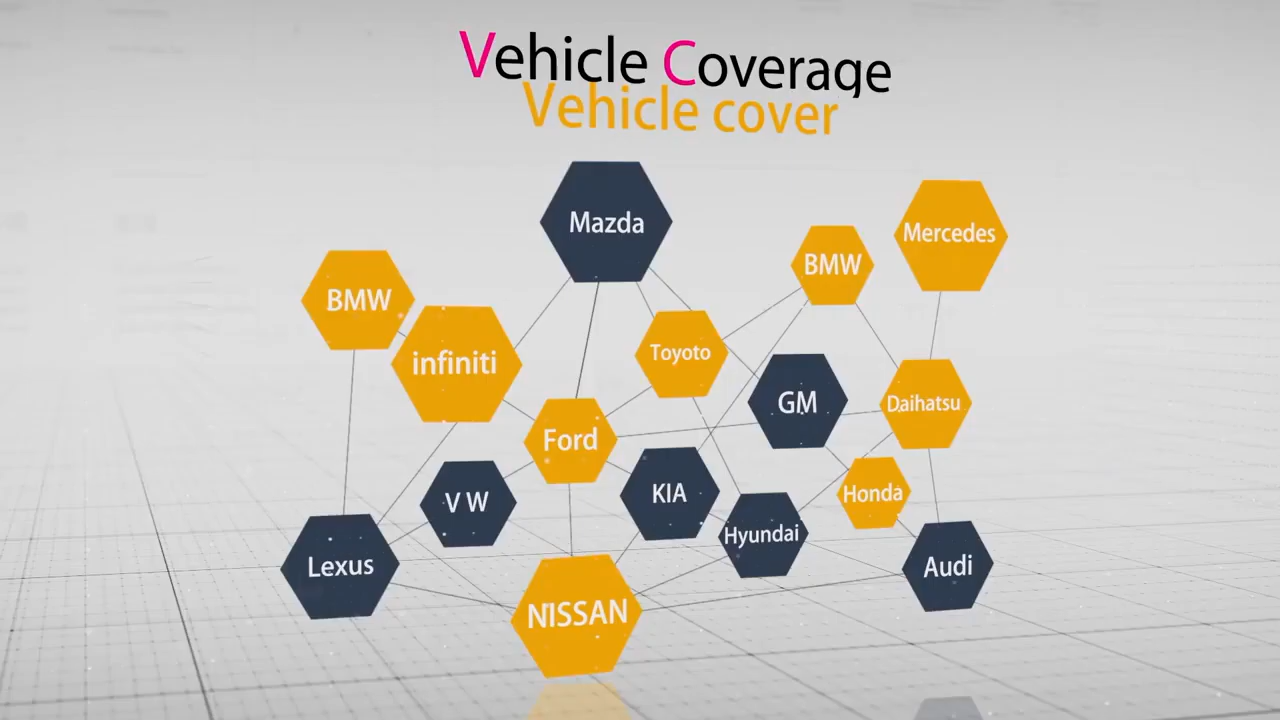 Vehicle Coverage
Vehicle cover
Mazda
Mercedes
BMW
BMW
infiniti
Toyoto
GM
Daihatsu
Ford
V W
KIA
Honda
Hyundai
Lexus
Audi
NISSAN